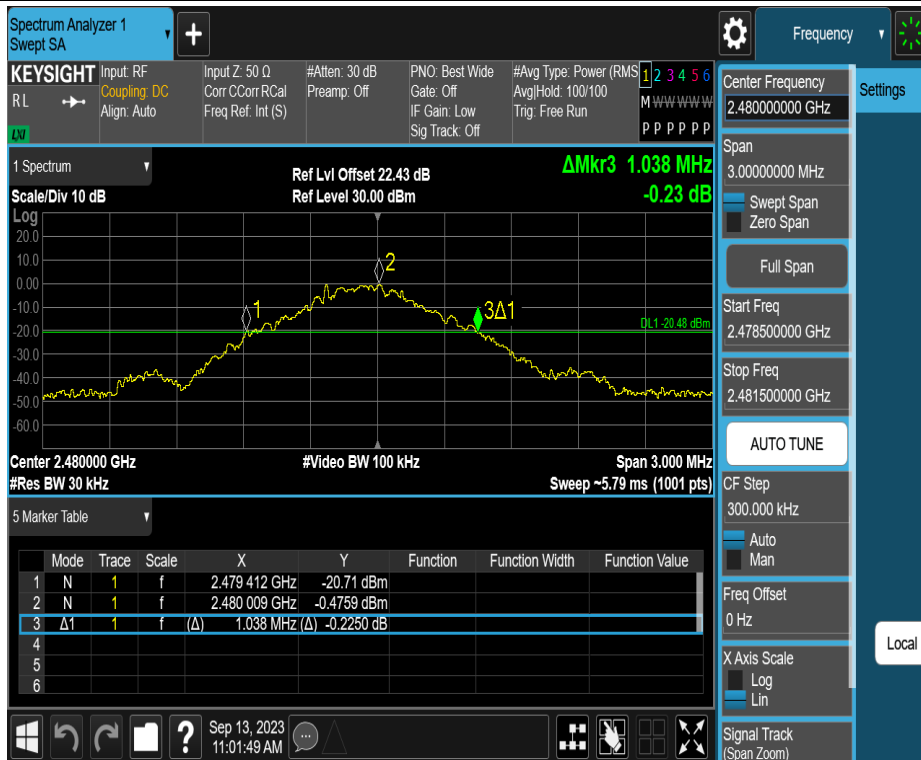 Spectrum Analyzer 1
Swept SA
+
Frequency
KEYSIGHT
R L
LXI
Input: RF
Coupling: DC
Align: Auto
Input Z: 50 Ω
Corr CCorr RCal
Freq Ref: Int (S)
#Atten: 30 dB
Preamp: Off
PNO: Best Wide
Gate: Off
IF Gain: Low
Sig Track: Off
#Avg Type: Power (RMS
Avg|Hold: 100/100
Trig: Free Run
1 2 3 4 5 6
M W W W W W
P P P P P P
1 Spectrum
Scale/Div 10 dB
Ref Lvl Offset 22.43 dB
Ref Level 30.00 dBm
ΔMkr3 1.038 MHz
-0.23 dB
Log
20.0
10.0
0.00
-10.0
-20.0
-30.0
-40.0
-50.0
-60.0
1
2
3Δ1
DL1 -20.48 dBm
Center 2.480000 GHz
#Video BW 100 kHz
Span 3.000 MHz
#Res BW 30 kHz
Sweep ~5.79 ms (1001 pts)
5 Marker Table
Mode Trace Scale X Y Function Function Width Function Value
1 N 1 f 2.479 412 GHz -20.71 dBm
2 N 1 f 2.480 009 GHz -0.4759 dBm
3 Δ1 1 f (Δ) 1.038 MHz (Δ) -0.2250 dB
4
5
6
?
Sep 13, 2023
11:01:49 AM
Center Frequency
2.480000000 GHz
Span
3.00000000 MHz
Swept Span
Zero Span
Full Span
Start Freq
2.478500000 GHz
Stop Freq
2.481500000 GHz
AUTO TUNE
CF Step
300.000 kHz
Auto
Man
Freq Offset
0 Hz
X Axis Scale
Log
Lin
Signal Track
(Span Zoom)
Settings
Local